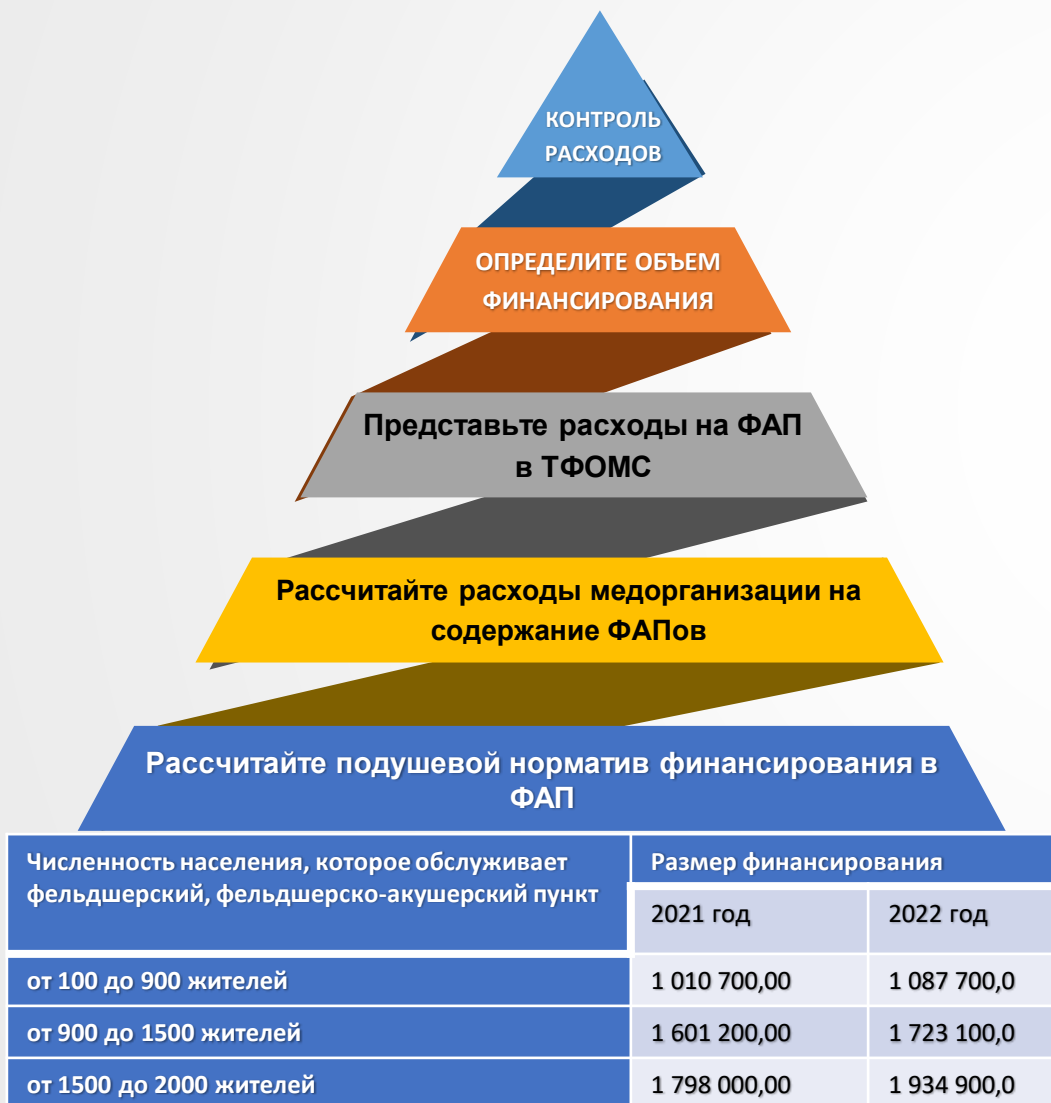 КОНТРОЛЬ
РАСХОДОВ
ОПРЕДЕЛИТЕ ОБЪЕМ
ФИНАНСИРОВАНИЯ
Представьте расходы на ФАП
в ТФОМС
Рассчитайте расходы медорганизации на
содержание ФАПов
Рассчитайте подушевой норматив финансирования в
ФАП
Численность населения, которое обслуживает
фельдшерский, фельдшерско-акушерский пункт
Размер финансирования
2021 год 2022 год
от 100 до 900 жителей 1 010 700,00 1 087 700,0
от 900 до 1500 жителей 1 601 200,00 1 723 100,0
от 1500 до 2000 жителей 1 798 000,00 1 934 900,0